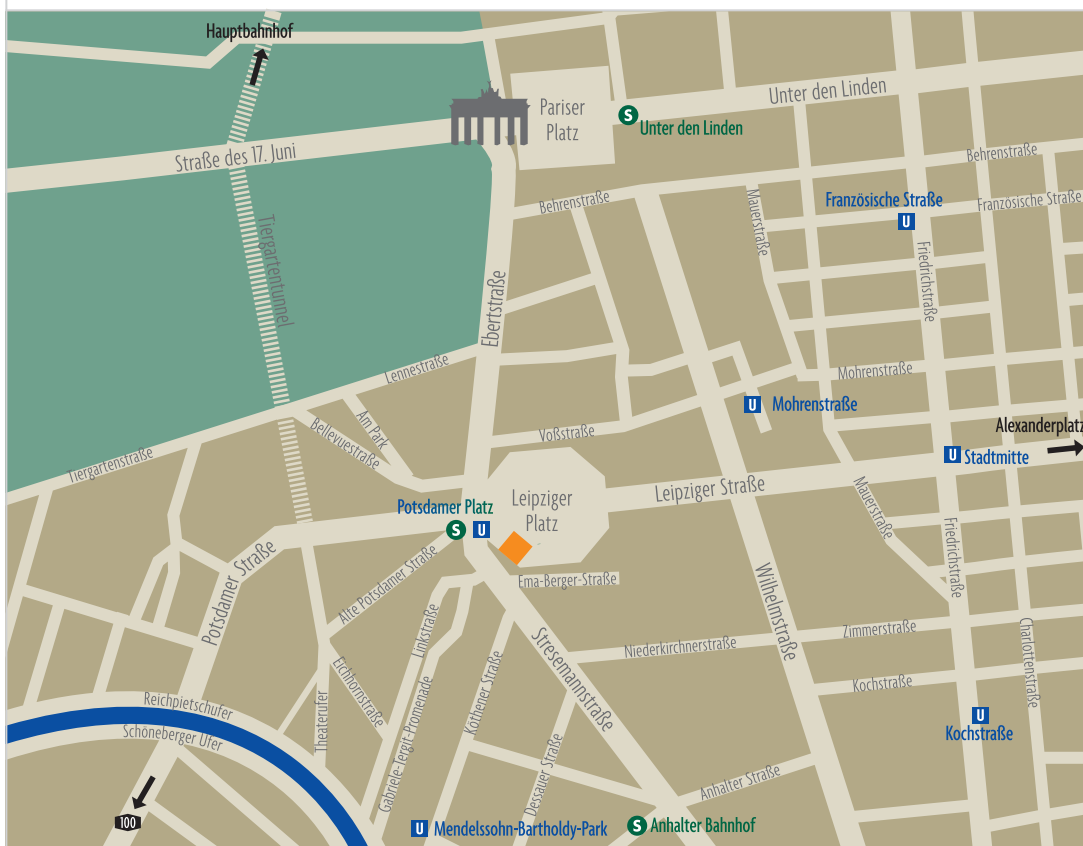 Hauptbahnhof
Pariser
Platz
Unter den Linden
S
Unter den Linden
Straße des 17. Juni
Behrenstraße
Behrenstraße
Mauerstraße
Französische Straße
U
Französische Straße
Tiergartentunnel
Ebertstraße
Friedrichstraße
Lennestraße
Mohrenstraße
U Mohrenstraße
Am Park
Bellevuestraße
Voßstraße
Alexanderplatz
Tiergartenstraße
U Stadtmitte
Leipziger
Platz
Leipziger Straße
Mauerstraße
Potsdamer Platz
S U
Friedrichstraße
Potsdamer Straße
Alte Potsdamer Straße
Ema-Berger-Straße
Wilhelmstraße
Linkstraße
Stresemannstraße
Niederkirchnerstraße
Zimmerstraße
Charlottenstraße
Eichhornstraße
Köthener Straße
Kochstraße
Reichpietschufer
Theaterufer
Gabriele-Tergit-Promenade
Schöneberger Ufer
U
Kochstraße
Dessauer Straße
Anhalter Straße
100
U Mendelssohn-Bartholdy-Park
S Anhalter Bahnhof